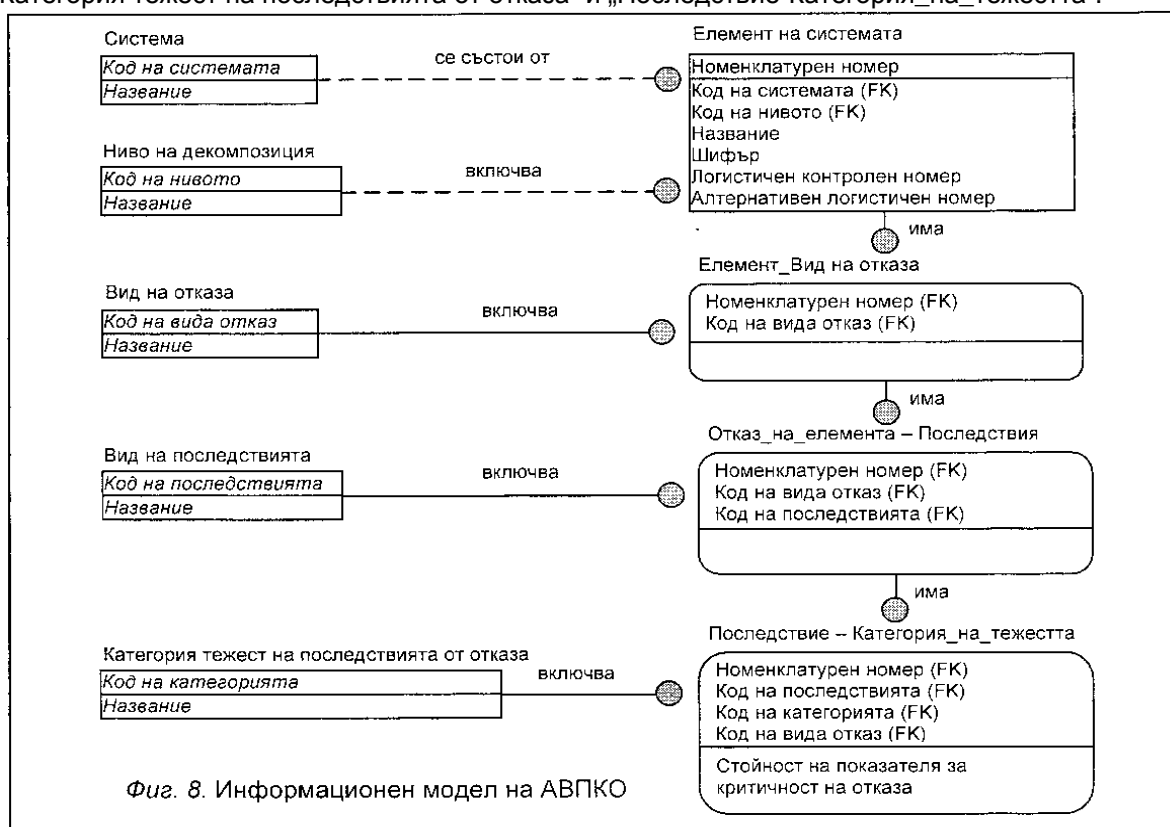 Категория тежест на последствията от отказа“ и „Последствие-Категория_на_тежестта“.
Система
Код на системата
Название
се състои от
Елемент на системата
Номенклатурен номер
Код на системата (FK)
Код на нивото (FK)
Название
Шифър
Логистичен контролен номер
Алтернативен логистичен номер
Ниво на декомпозиция
Код на нивото
Название
включва
има
Елемент_Вид на отказа
Номенклатурен номер (FK)
Код на вида отказ (FK)
Вид на отказа
Код на вида отказ
Название
включва
има
Отказ_на_елемента – Последствия
Номенклатурен номер (FK)
Код на вида отказ (FK)
Код на последствията (FK)
Вид на последствията
Код на последствията
Название
включва
има
Последствие – Категория_на_тежестта
Номенклатурен номер (FK)
Код на последствията (FK)
Код на категорията (FK)
Код на вида отказ (FK)
Стойност на показателя за
критичност на отказа
Категория тежест на последствията от отказа
Код на категорията
Название
включва
Фиг. 8. Информационен модел на АВПКО